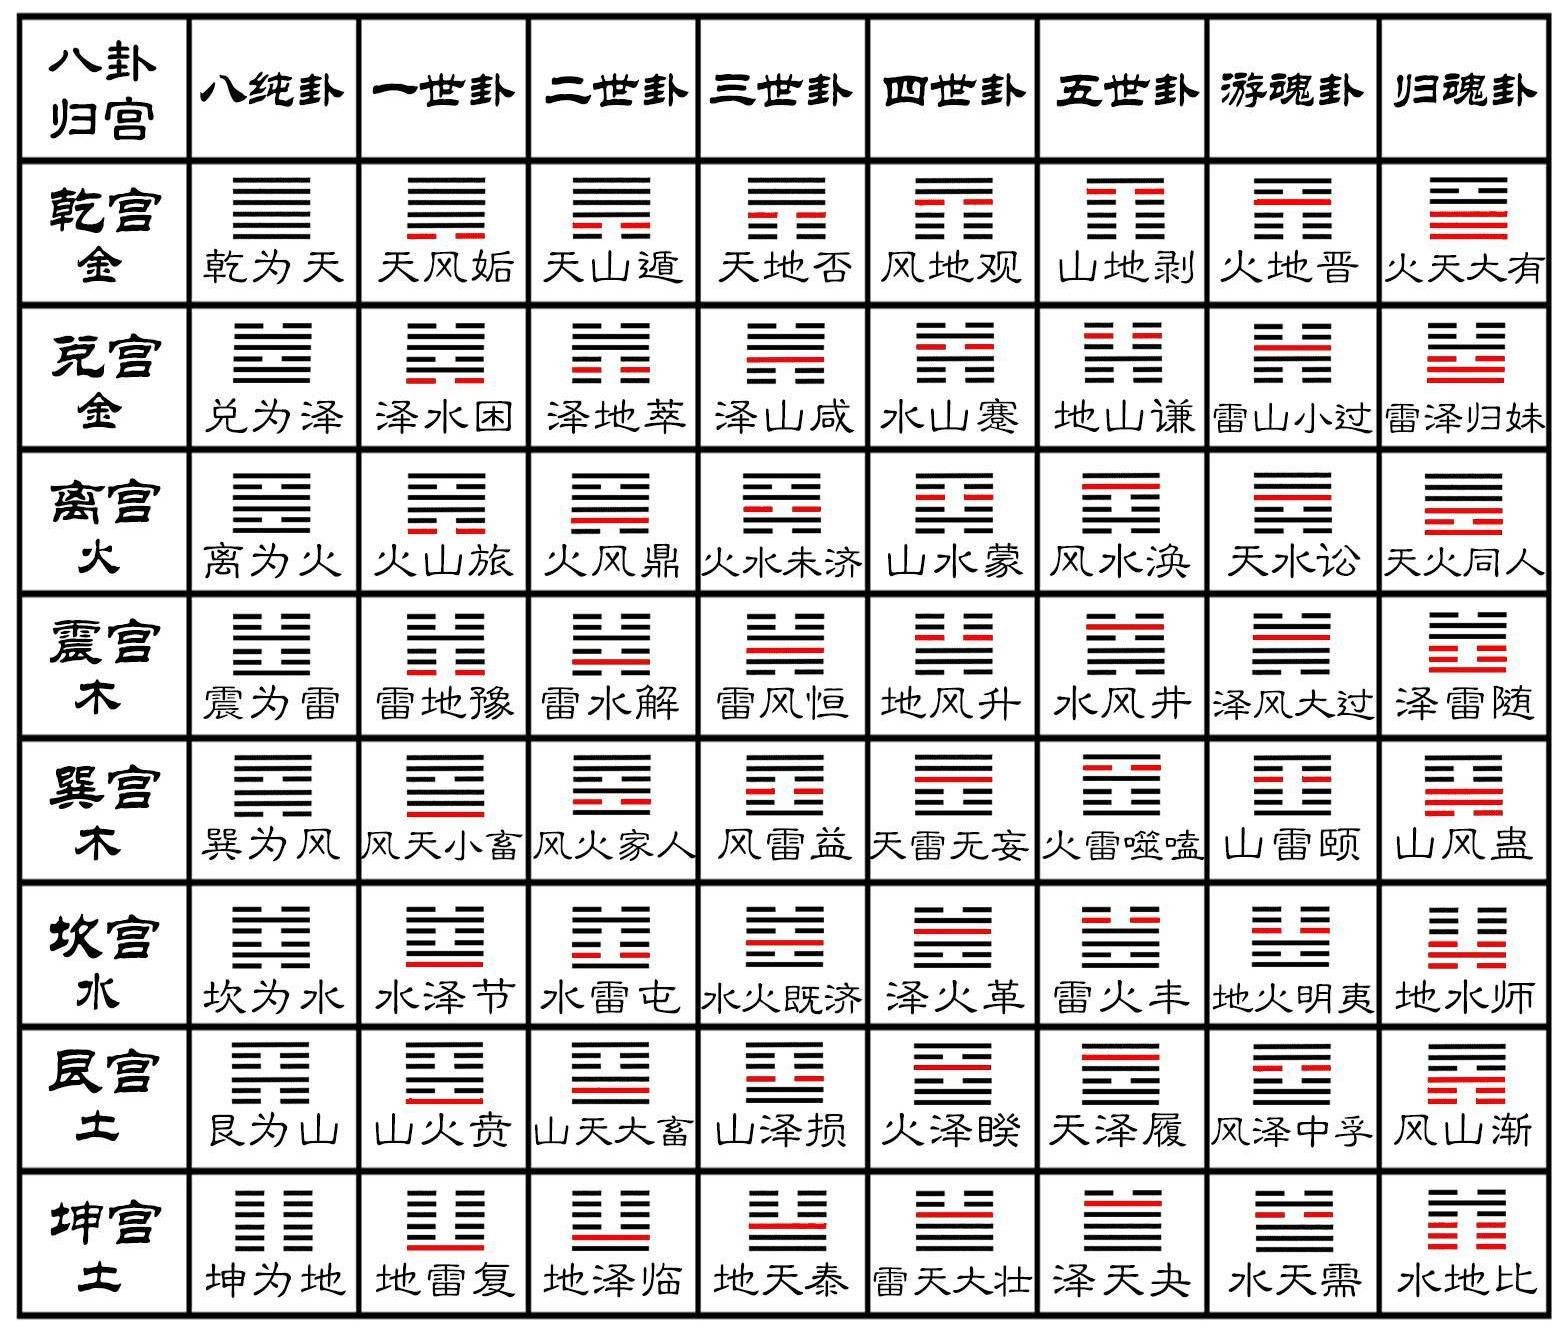 八卦
归宫
八纯卦
一世卦
二世卦
三世卦
四世卦
五世卦
游魂卦
归魂卦
乾宫
金
乾为天
天风姤
天山遁
天地否
风地观
山地剥
火地晋
火天大有
兑宫
金
兑为泽
泽水困
泽地萃
泽山咸
水山蹇
地山谦
雷山小过
雷泽归妹
离宫
火
离为火
火山旅
火风鼎
火水未济
山水蒙
风水涣
天水讼
天火同人
震宫
木
震为雷
雷地豫
雷水解
雷风恒
地风升
水风井
泽风大过
泽雷随
巽宫
木
巽为风
风天小畜
风火家人
风雷益
天雷无妄
火雷噬嗑
山雷颐
山风蛊
坎宫
水
坎为水
水泽节
水雷屯
水火既济
泽火革
雷火丰
地火明夷
地水师
艮宫
土
艮为山
山火贲
山天大畜
山泽损
火泽睽
天泽履
风泽中孚
风山渐
坤宫
土
坤为地
地雷复
地泽临
地天泰
雷天大壮
泽天夬
水天需
水地比